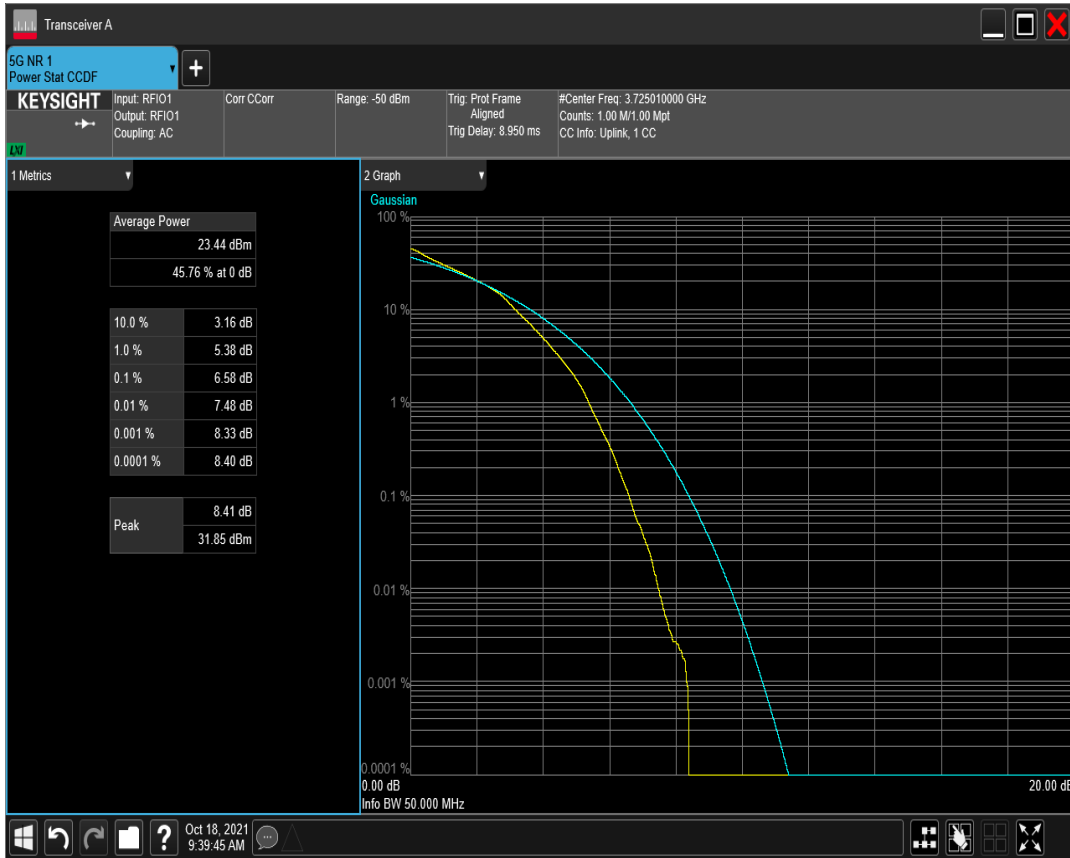 Transceiver A
5G NR 1
Power Stat CCDF
KEYSIGHT
LXI
Input: RFIO1
Output: RFIO1
Coupling: AC
Corr CCorr
Range: -50 dBm
Trig: Prot Frame
Aligned
Trig Delay: 8.950 ms
#Center Freq: 3.725010000 GHz
Counts: 1.00 M/1.00 Mpt
CC Info: Uplink, 1 CC
1 Metrics
Average Power
23.44 dBm
45.76 % at 0 dB
10.0 % 3.16 dB
1.0 % 5.38 dB
0.1 % 6.58 dB
0.01 % 7.48 dB
0.001 % 8.33 dB
0.0001 % 8.40 dB
Peak
8.41 dB
31.85 dBm
2 Graph
Gaussian
100 %
10 %
1 %
0.1 %
0.01 %
0.001 %
0.0001 %
0.00 dB 20.00 dB
Info BW 50.000 MHz
? Oct 18, 2021
9:39:45 AM